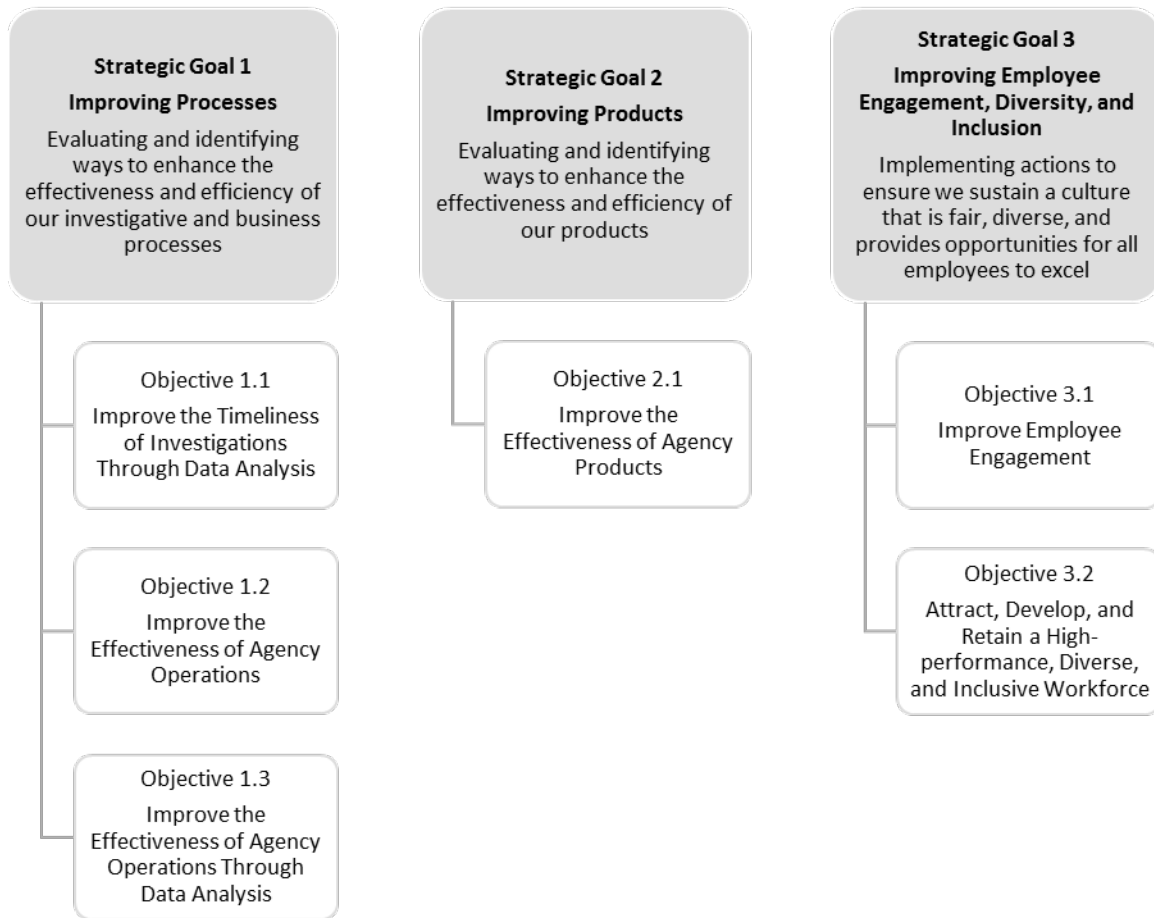 Strategic Goal 1
Improving Processes
Evaluating and identifying
ways to enhance the
effectiveness and efficiency of
our investigative and business
processes
Objective 1.1
Improve the Timeliness
of Investigations
Through Data Analysis
Objective 1.2
Improve the
Effectiveness of Agency
Operations
Objective 1.3
Improve the
Effectiveness of Agency
Operations Through
Data Analysis
Strategic Goal 2
Improving Products
Evaluating and identifying
ways to enhance the
effectiveness and efficiency of
our products
Objective 2.1
Improve the
Effectiveness of Agency
Products
Strategic Goal 3
Improving Employee
Engagement, Diversity, and
Inclusion
Implementing actions to
ensure we sustain a culture
that is fair, diverse, and
provides opportunities for all
employees to excel
Objective 3.1
Improve Employee
Engagement
Objective 3.2
Attract, Develop, and
Retain a High-
performance, Diverse,
and Inclusive Workforce